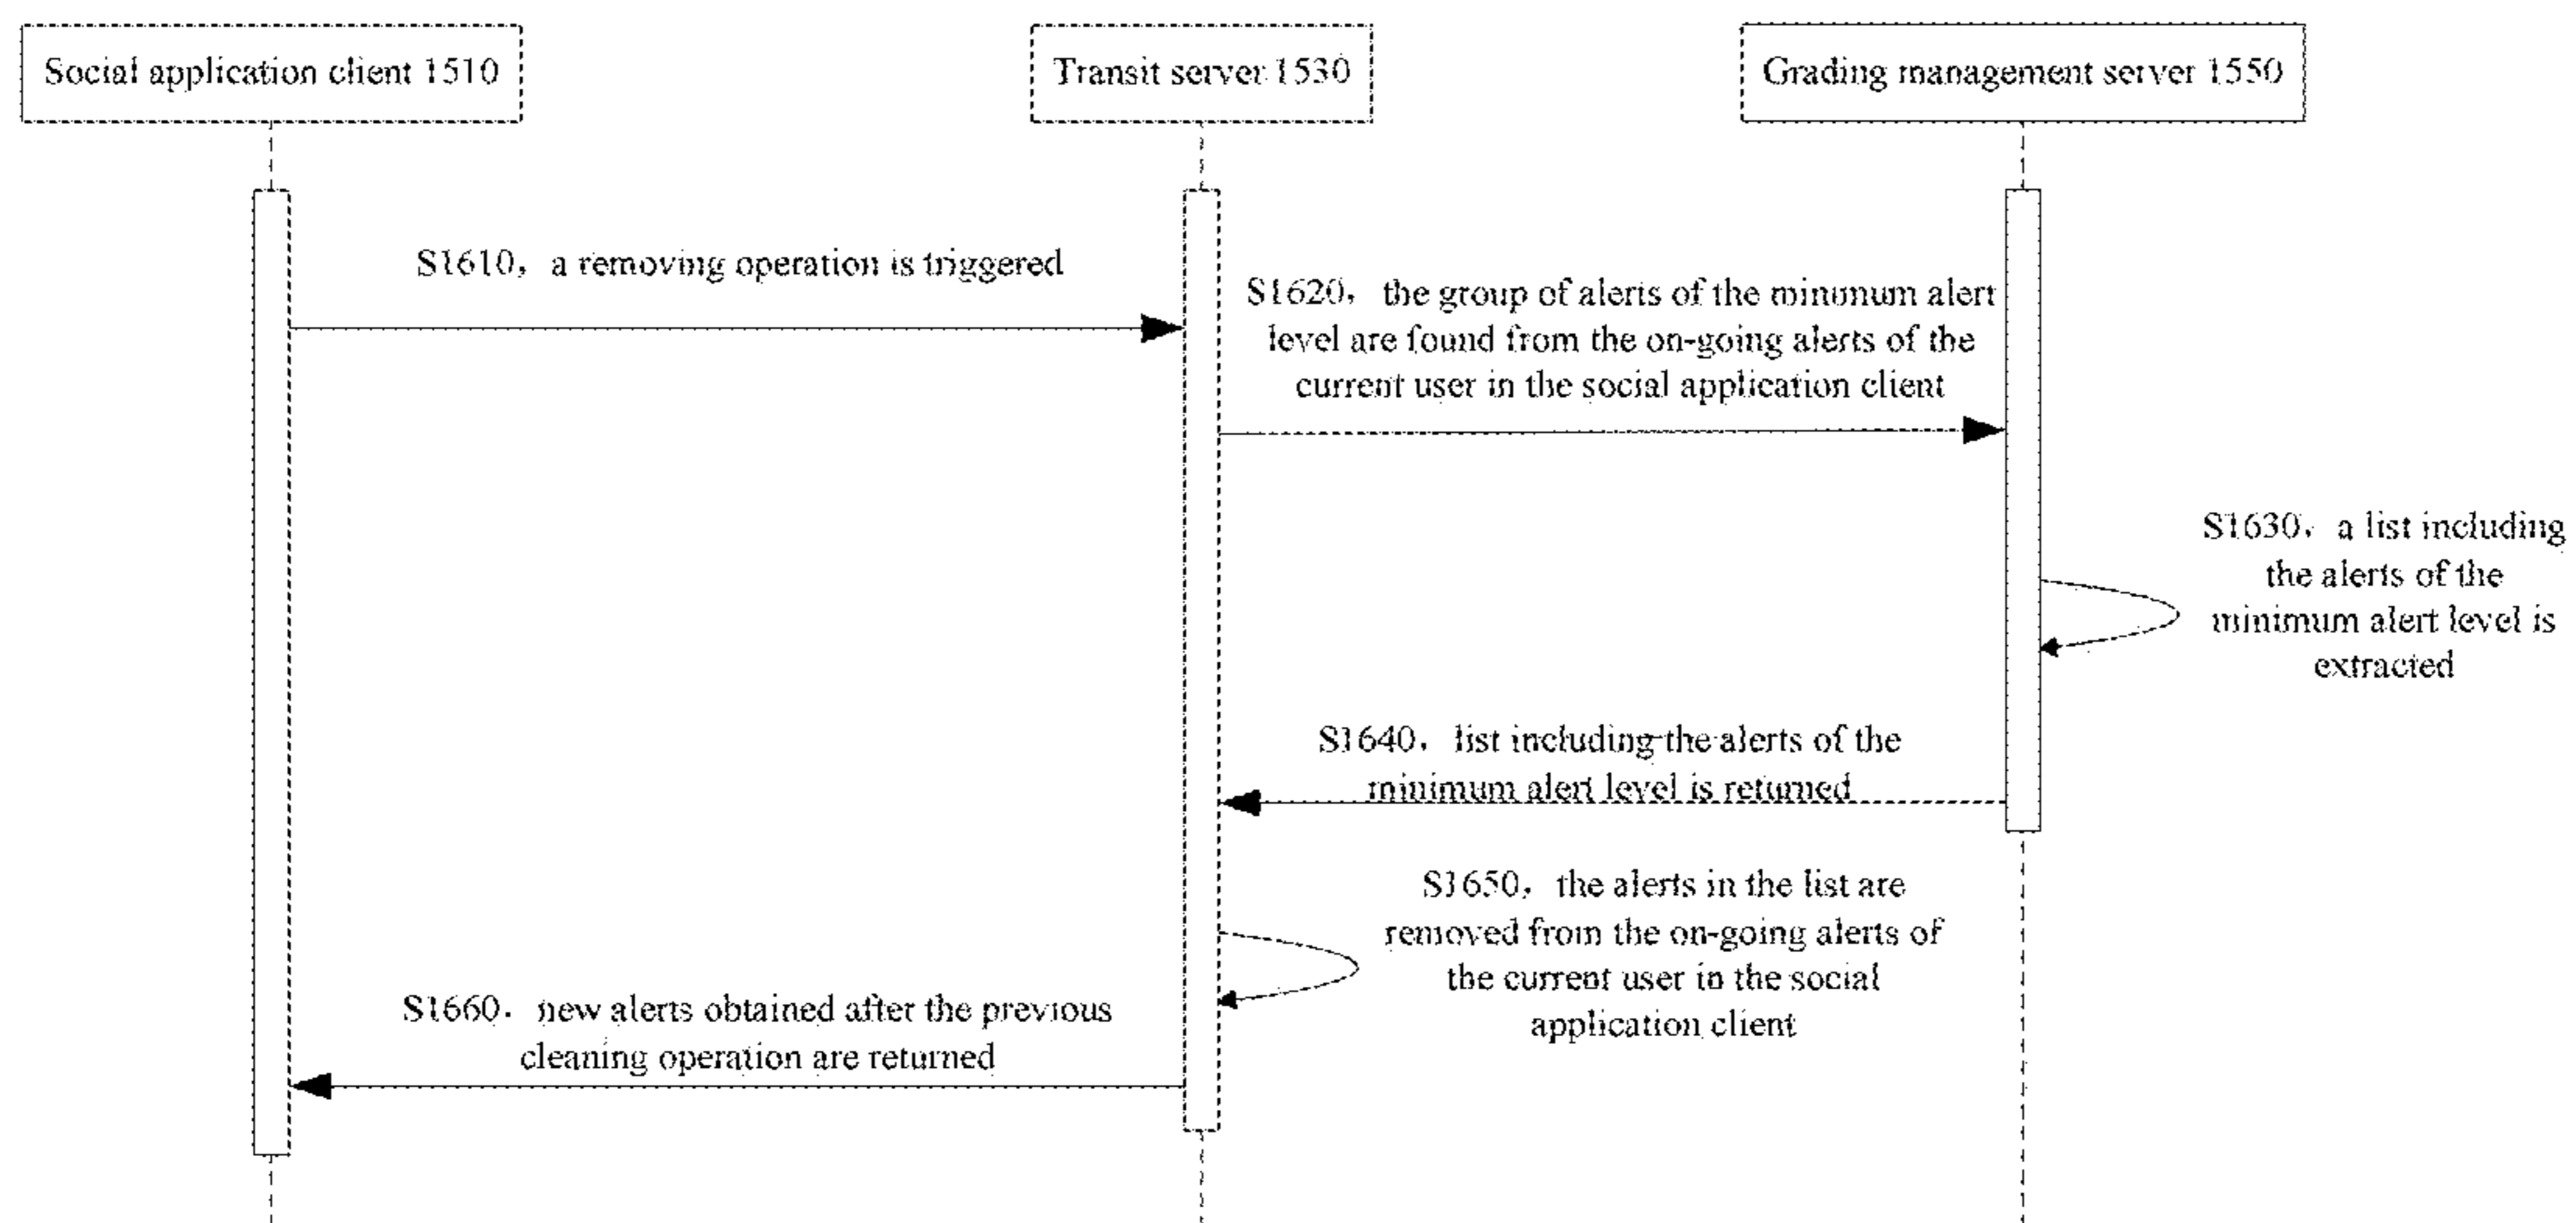 Social application client 1510
Transit server 1530
Grading management server 1550
S1610, a removing operation is triggered
S1620, the group of alerts of the minimum alert
level are found from the on-going alerts of the
current user in the social application client
S1630, a list including
the alerts of the
minimum alert level is
extracted
S1640, list including the alerts of the
minimum alert level is returned
S1650, the alerts in the list are
removed from the on-going alerts of
the current user in the social
application client
S1660, new alerts obtained after the previous
cleaning operation are returned